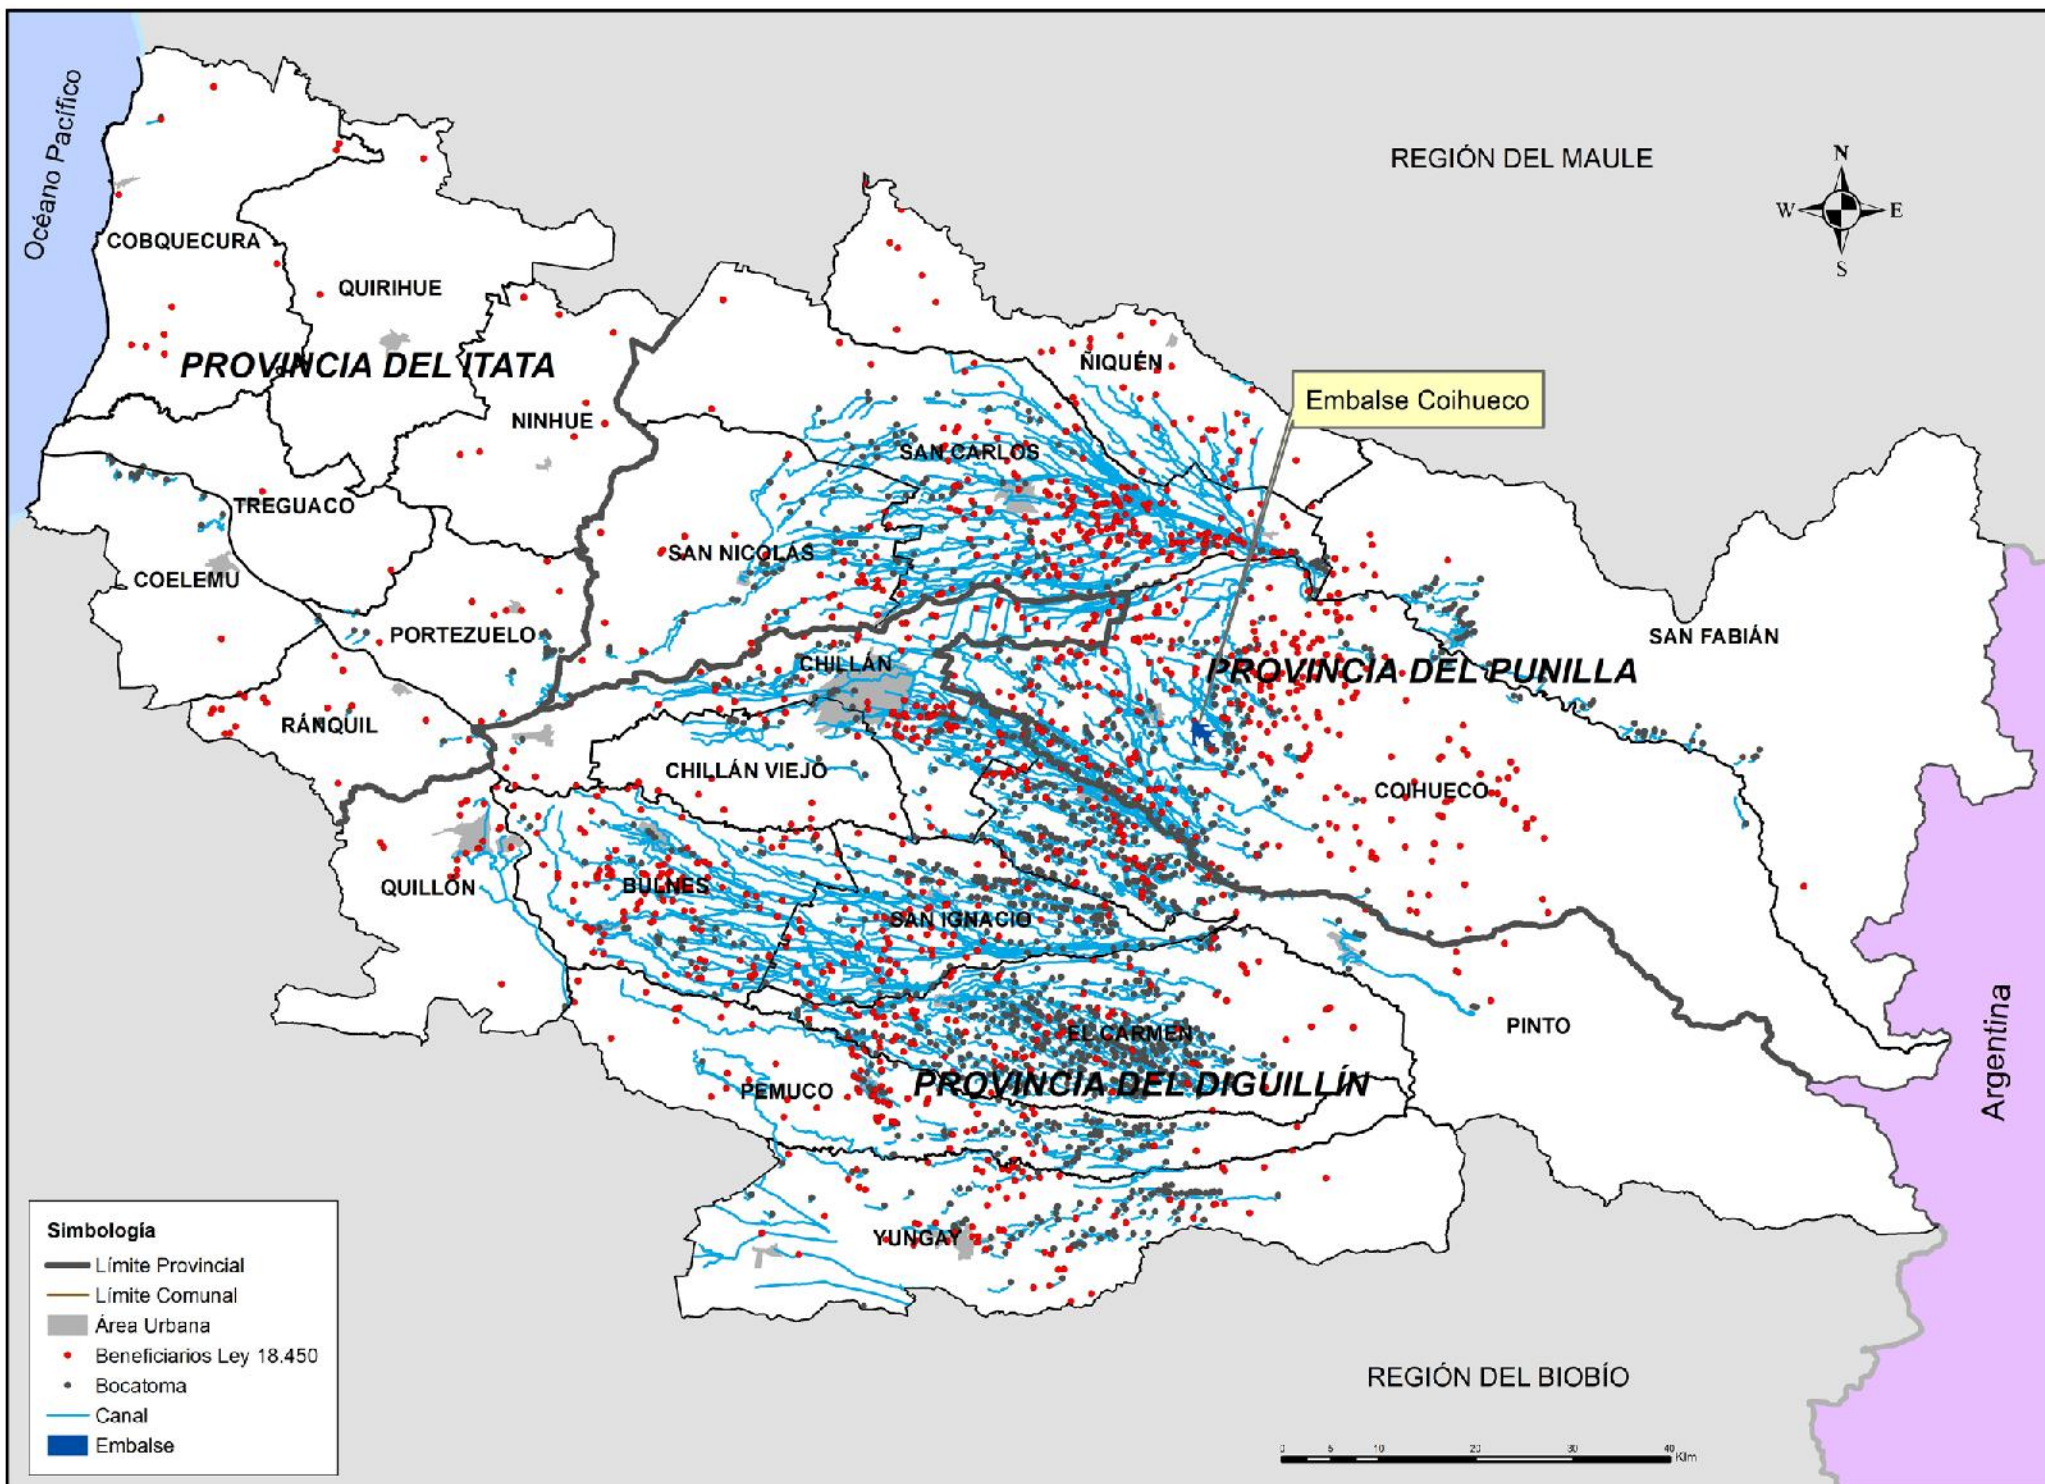 Océano Pacífico
REGIÓN DEL MAULE
N
W
E
S
COBQUECURA
QUIRIHUE
PROVINCIA DEL ITATA
ÑIQUÉN
Embalse Coihueco
NINHUE
SAN CARLOS
TREGUACO
SAN NICOLÁS
COELEMU
PORTEZUELO
SAN FABIÁN
CHILLÁN
PROVINCIA DEL PUNILLA
RÁNQUIL
CHILLÁN VIEJO
COIHUECO
QUILLÓN
BULNES
SAN IGNACIO
EL CARMEN
PINTO
Argentina
PEMUCO
PROVINCIA DEL DIGUILLÍN
YUNGAY
Simbología
Límite Provincial
Límite Comunal
Área Urbana
Beneficiarios Ley 18.450
Bocatoma
Canal
Embalse
REGIÓN DEL BIOBÍO
0 5 10 20 30 40
Klm